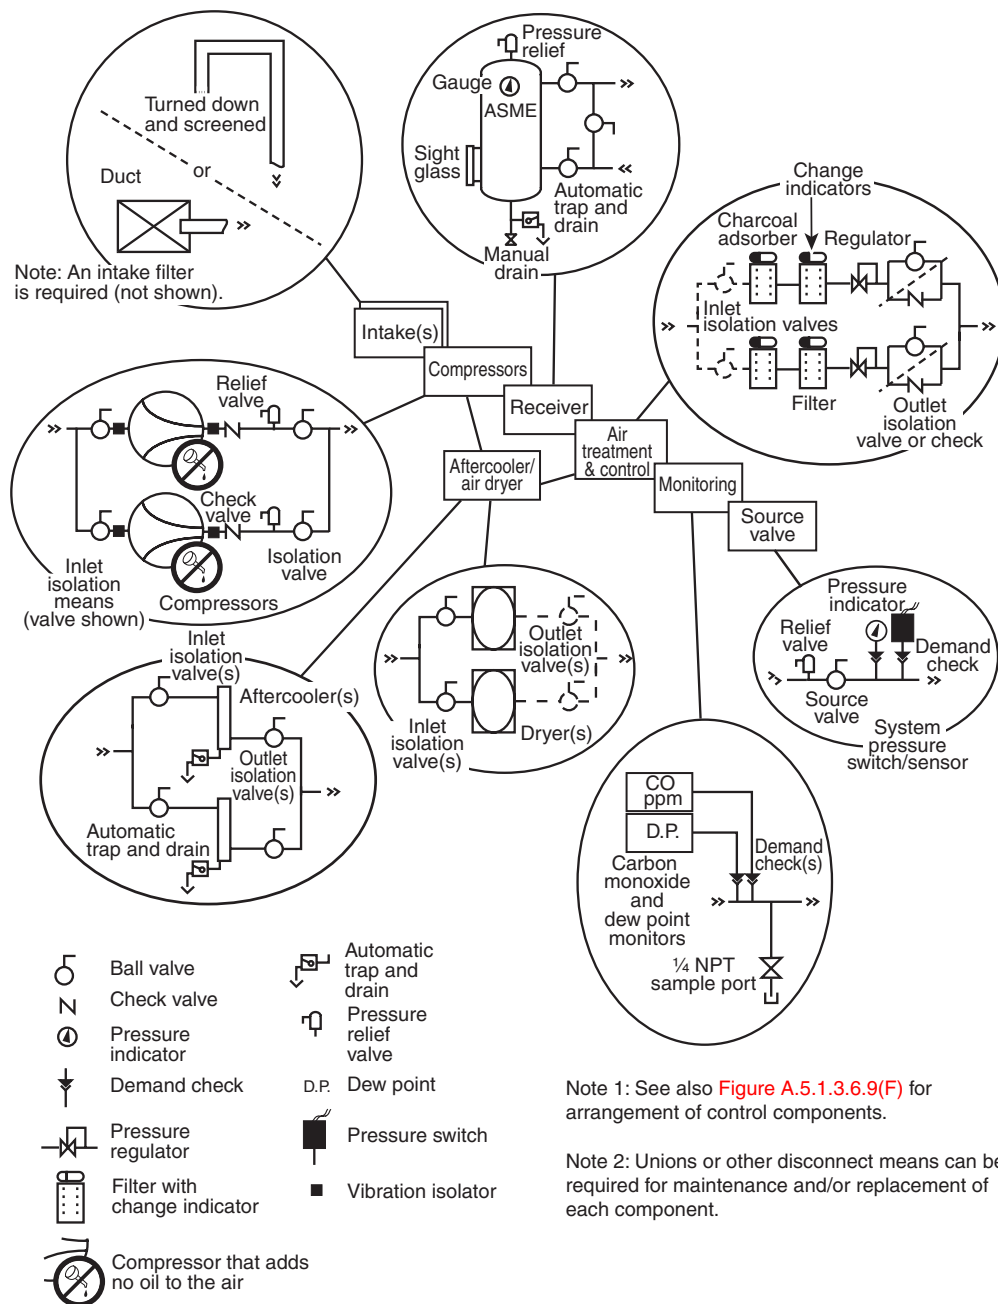 Turned down
and screened
or
Duct
Note: An intake filter
is required (not shown).
Pressure
relief
Gauge
ASME
Sight
glass
Automatic
trap and
drain
Manual
drain
Change
indicators
Charcoal
adsorber
Regulator
Inlet
isolation valves
Filter
Outlet
isolation
valve or check
Intake(s)
Compressors
Receiver
Air
treatment
& control
Aftercooler/
air dryer
Monitoring
Source
valve
Relief
valve
Check
valve
Inlet
isolation
means
(valve shown)
Compressors
Isolation
valve
Inlet
isolation
valve(s)
Aftercooler(s)
Outlet
isolation
valve(s)
Automatic
trap and drain
Outlet
isolation
valve(s)
Inlet
isolation
valve(s)
Dryer(s)
Pressure
indicator
Relief
valve
Demand
check
Source
valve
System
pressure
switch/sensor
CO
ppm
D.P.
Carbon
monoxide
and
dew point
monitors
Demand
check(s)
¼ NPT
sample port
Ball valve
Check valve
Pressure
indicator
Demand check
Pressure
regulator
Filter with
change indicator
Compressor that adds
no oil to the air
Automatic
trap and
drain
Pressure
relief
valve
D.P. Dew point
Pressure switch
Vibration isolator
Note 1: See also Figure A.5.1.3.6.9(F) for
arrangement of control components.
Note 2: Unions or other disconnect means can be
required for maintenance and/or replacement of
each component.